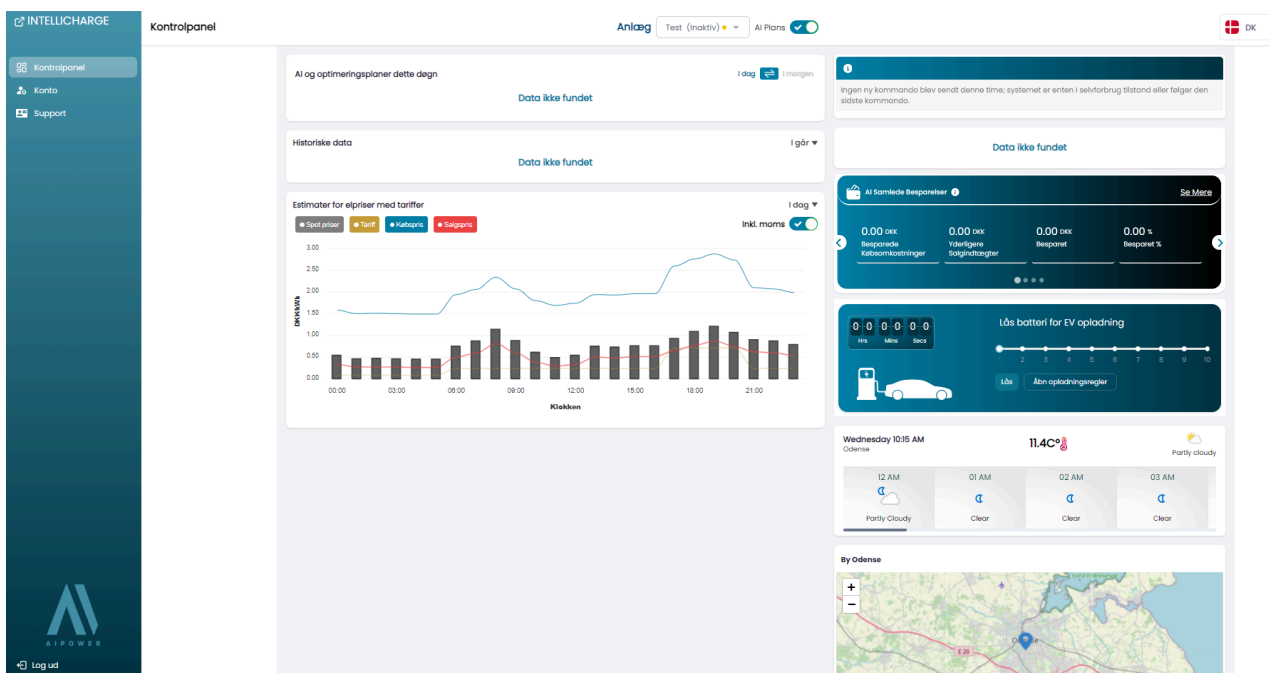 INTELLICHARGE
Kontrolpanel
Konto
Support
AIPOWER
Log ud
Kontrolpanel
Anlæg
Test (Inaktiv)
AI Plans
DK
AI og optimeringsplaner dette døgn
I dag
I morgen
Data ikke fundet
Historiske data
I går
Data ikke fundet
Estimater for elpriser med tariffer
I dag
Spot priser
Tariff
Købspris
Salgspris
Inkl. moms
3.00
2.50
2.00
1.50
1.00
0.50
0.00
DKK/kWh
00:00 03:00 06:00 09:00 12:00 15:00 18:00 21:00
Klokken
Ingen ny kommando blev sendt denne time; systemet er enten i selvforbrug tilstand eller følger den
sidste kommando.
Data ikke fundet
AI Samlede Besparelser
Se Mere
0.00 DKK
Besparede
Købsomkostninger
0.00 DKK
Yderligere
Salgindtægter
0.00 DKK
Besparet
0.00 %
Besparet %
0 0 0 0 0 0
Hrs Mins Secs
Lås batteri for EV opladning
1 2 3 4 5 6 7 8 9 10
Lås
Åbn opladningsregler
Wednesday 10:15 AM
Odense
11.4C°
Partly cloudy
12 AM
Partly Cloudy
01 AM
Clear
02 AM
Clear
03 AM
Clear
By Odense
+
−
E 20